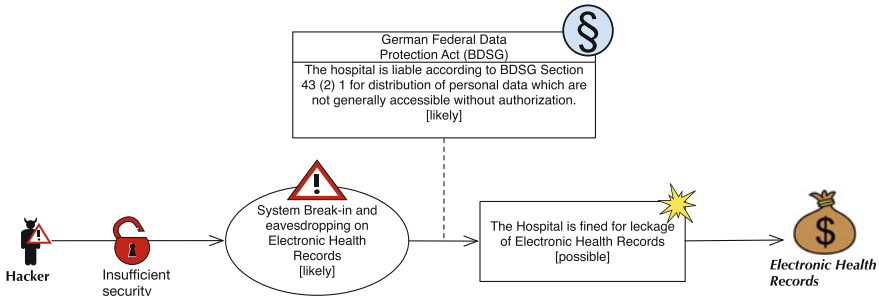 §
German Federal Data
Protection Act (BDSG)
The hospital is liable according to BDSG Section
43 (2) 1 for distribution of personal data which are
not generally accessible without authorization.
[likely]
!
System Break-in and
eavesdropping on
Electronic Health
Records
[likely]
The Hospital is fined for leckage
of Electronic Health Records
[possible]
!
Hacker
Insufficient
security
$
Electronic Health
Records